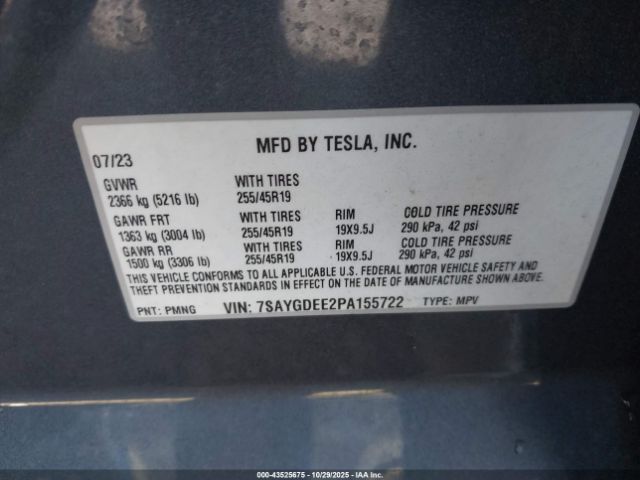 MFD BY TESLA, INC.
07/23
GVWR WITH TIRES
2366 kg (5216 lb) 255/45R19
GAWR FRT WITH TIRES RIM COLD TIRE PRESSURE
1363 kg (3004 lb) 255/45R19 19X9.5J 290 kPa, 42 psi
GAWR RR WITH TIRES RIM COLD TIRE PRESSURE
1500 kg (3306 lb) 255/45R19 19X9.5J 290 kPa, 42 psi
THIS VEHICLE CONFORMS TO ALL APPLICABLE U.S. FEDERAL MOTOR VEHICLE SAFETY AND
THEFT PREVENTION STANDARDS IN EFFECT ON THE DATE OF MANUFACTURE SHOWN ABOVE.
PNT: PMNG VIN: 7SAYGDEE2PA155722 TYPE: MPV
000-43525675 - 10/29/2025 - IAA Inc.